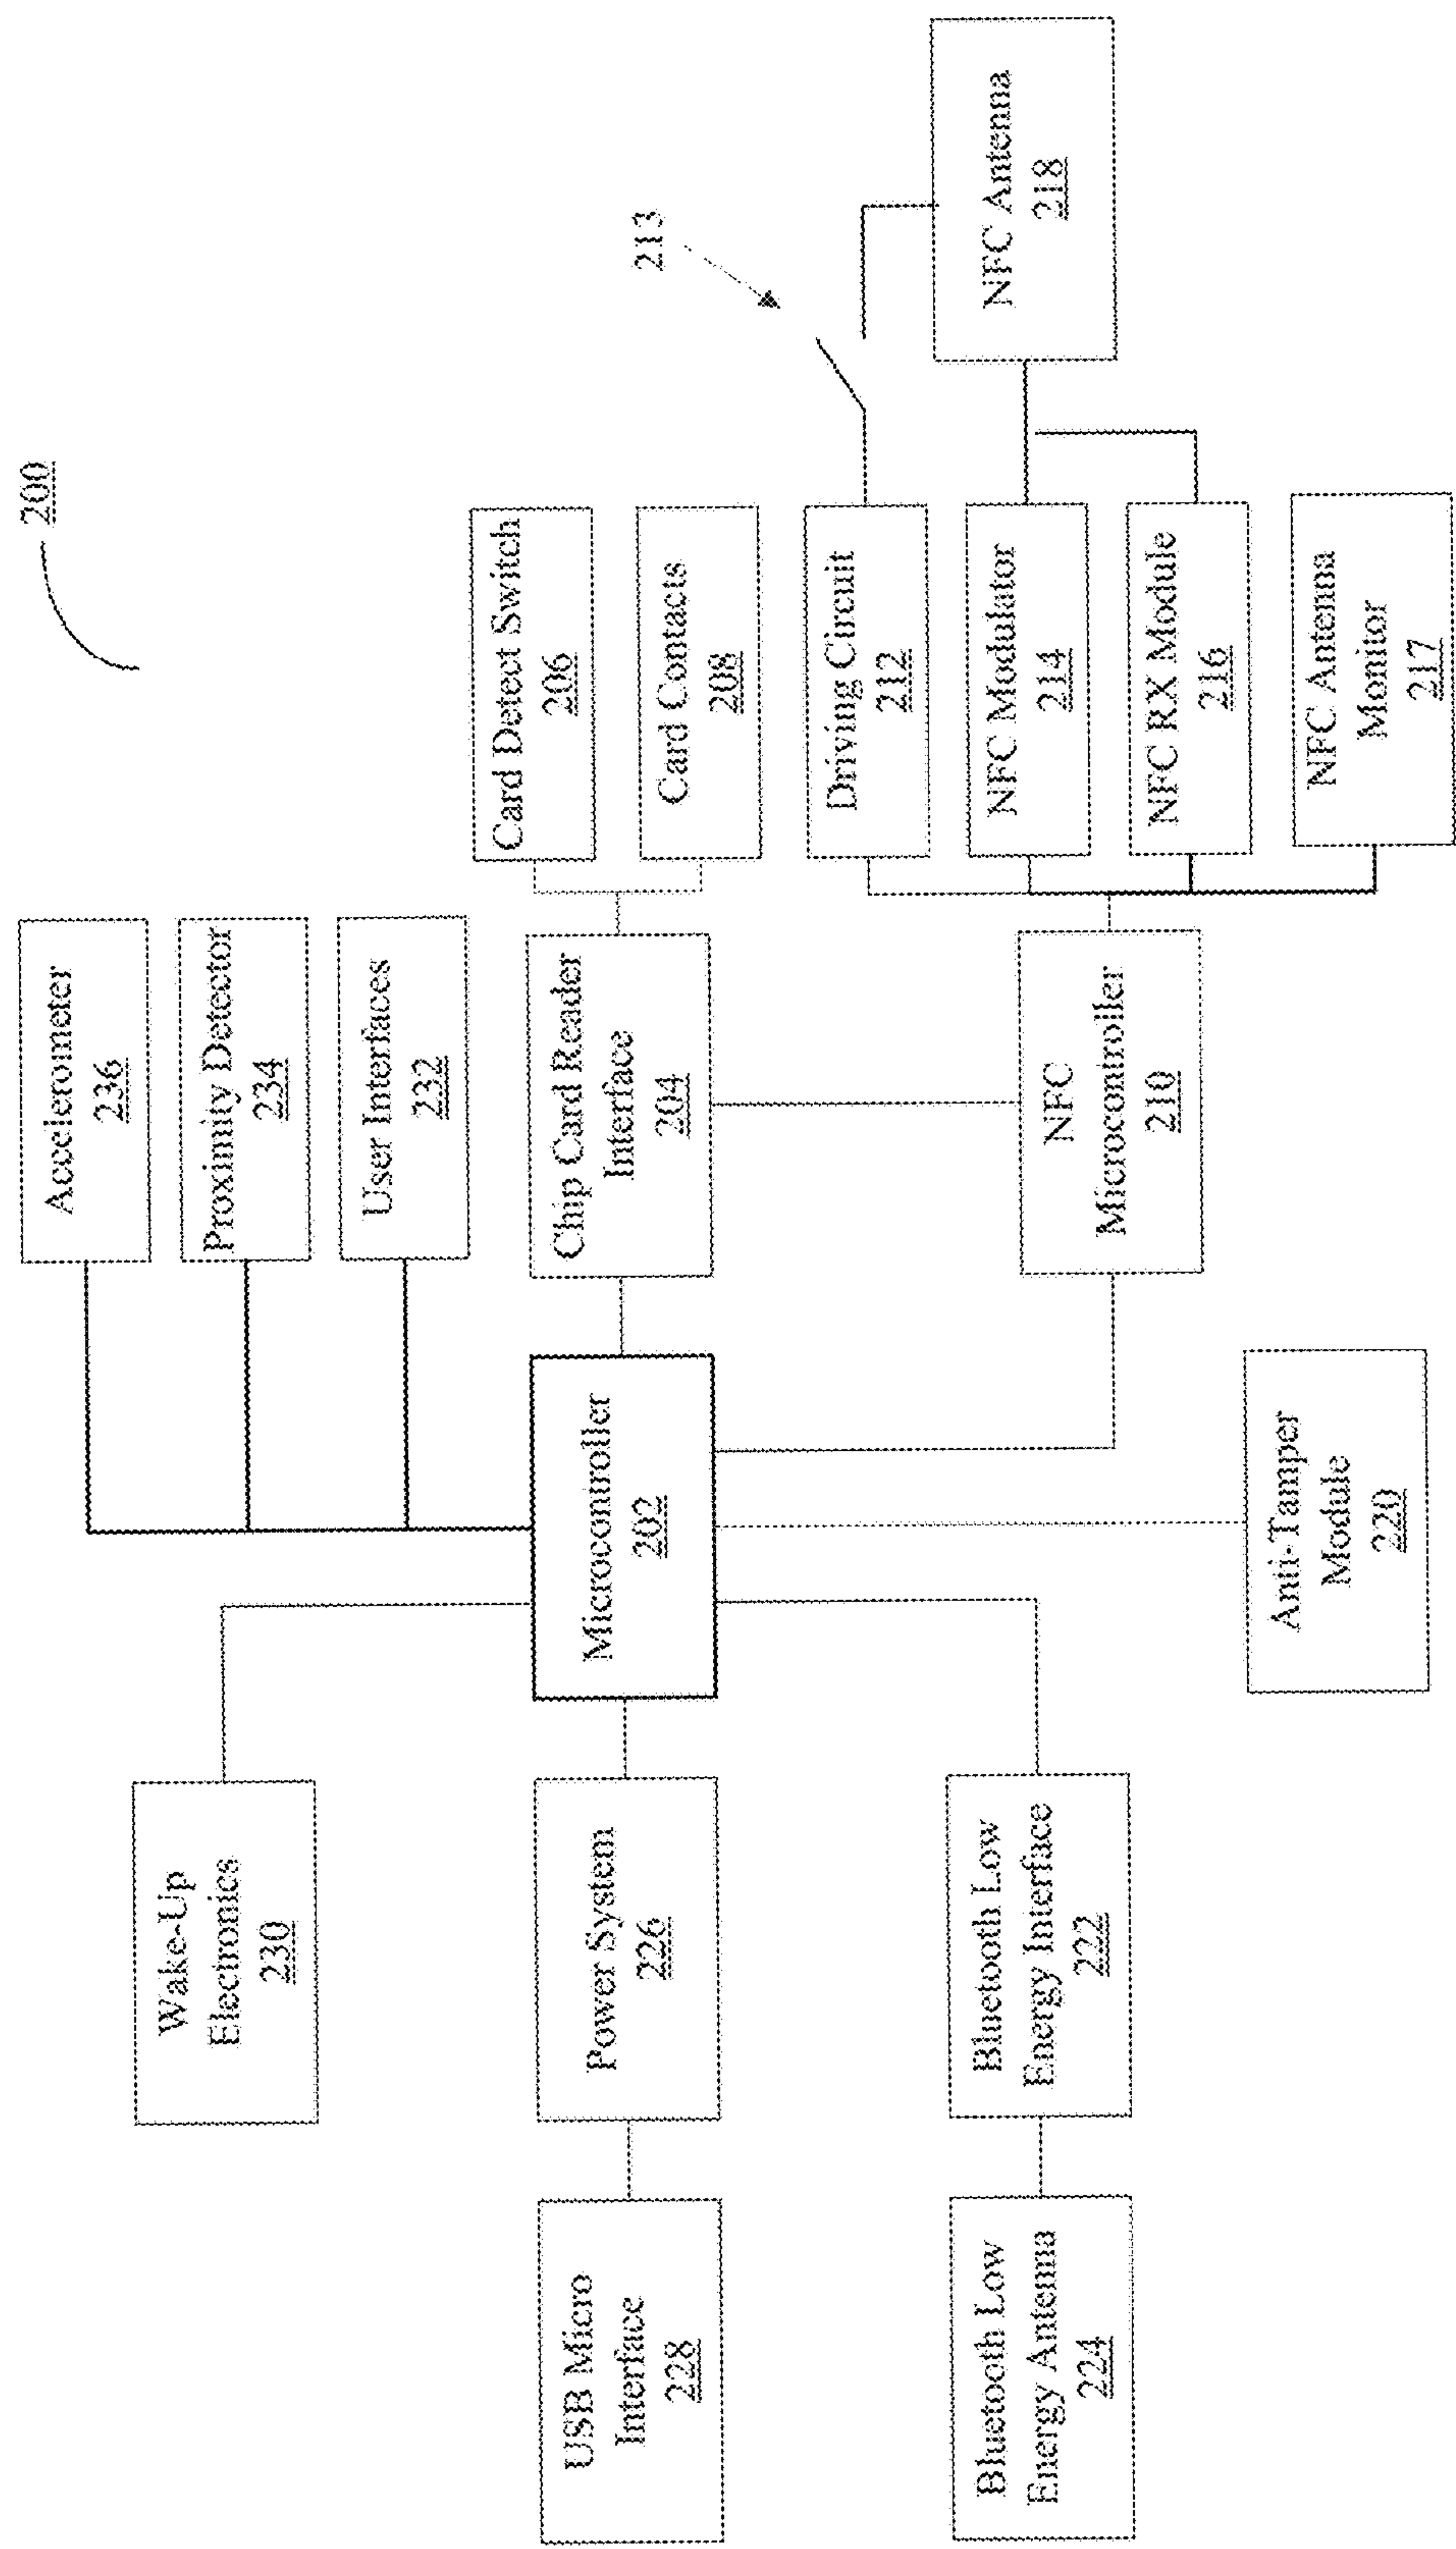 200
Accelerometer
236
Proximity Detector
234
User Interfaces
232
Wake-Up
Electronics
230
Card Detect Switch
206
Card Contacts
208
USB Micro
Interface
228
Power System
226
Microcontroller
202
Chip Card Reader
Interface
204
213
Driving Circuit
212
NFC Modulator
214
NFC RX Module
216
NFC Antenna
Monitor
217
NFC Antenna
218
Bluetooth Low
Energy Antenna
224
Bluetooth Low
Energy Interface
222
NFC
Microcontroller
210
Anti-Tamper
Module
220